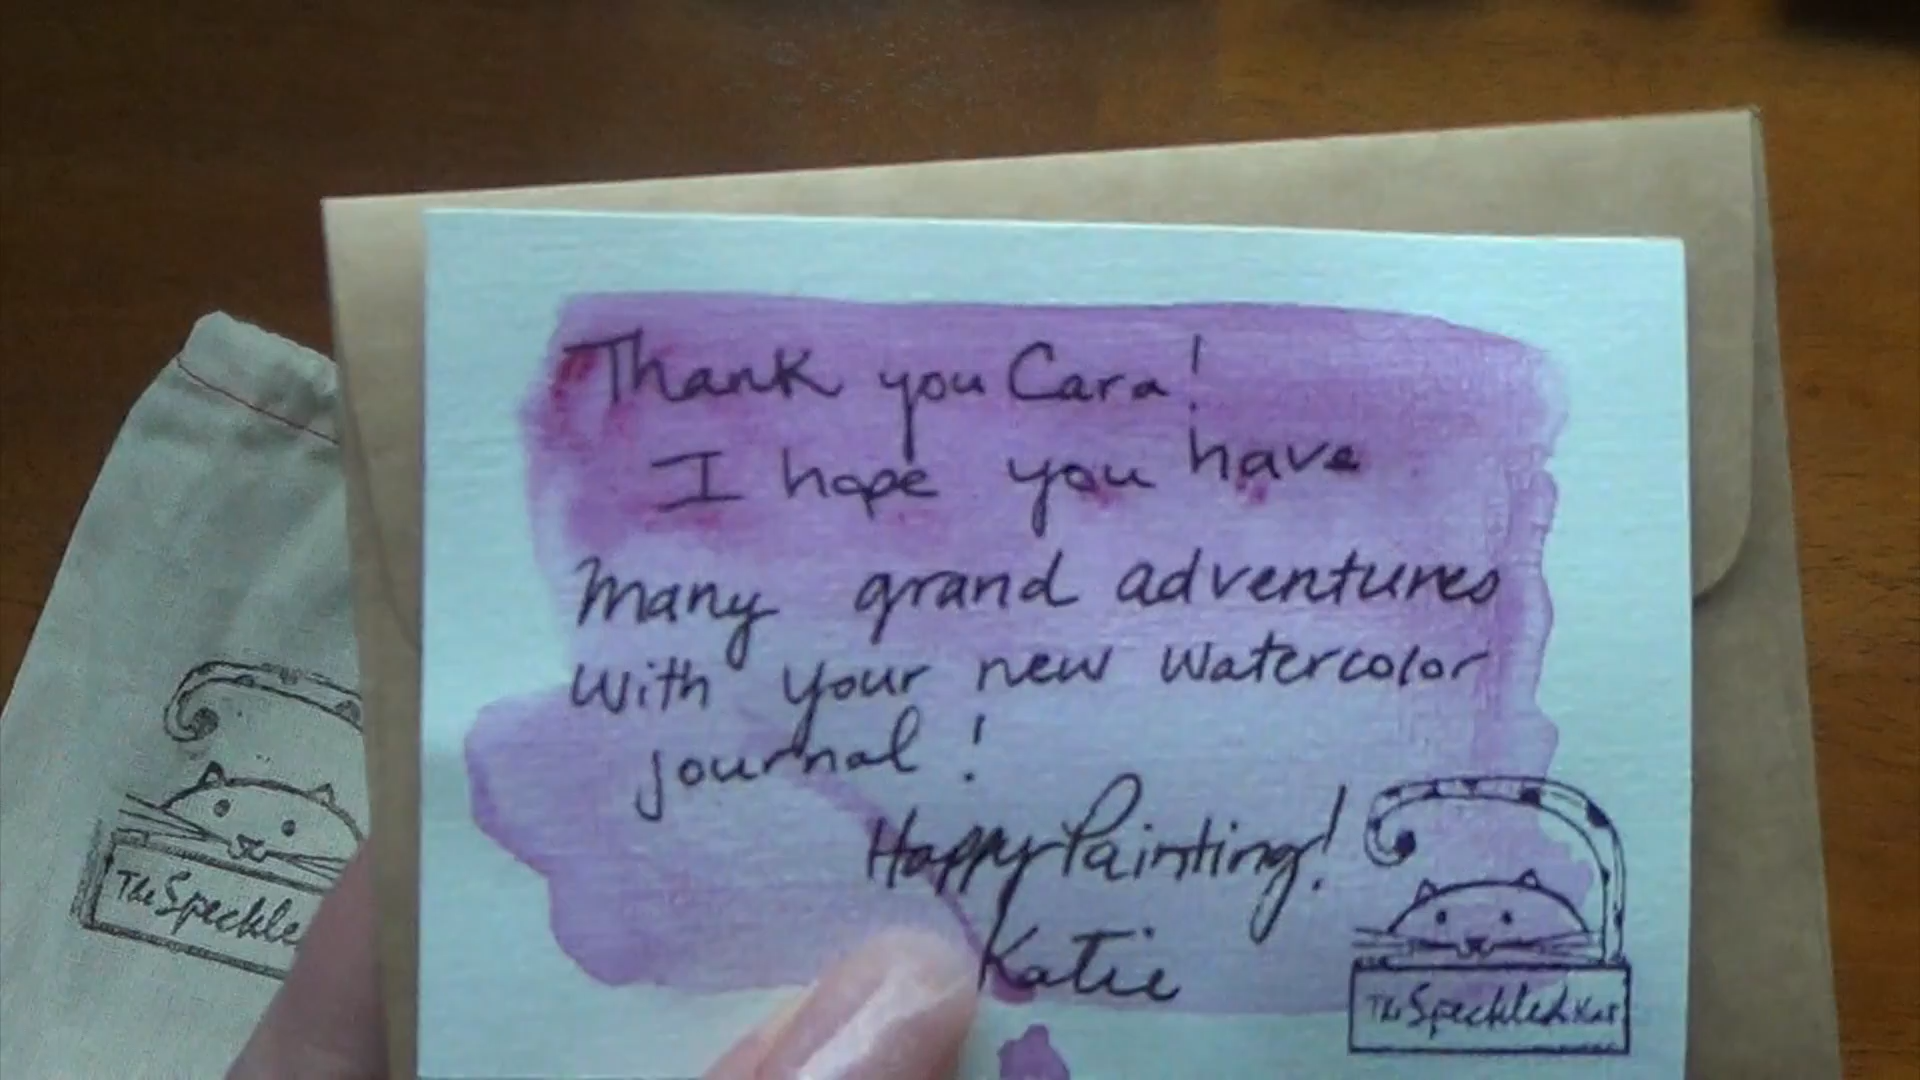 Thank you Cara!
I hope you have
many grand adventures
with your new watercolor
journal!
Happy Painting!
Katie
The Speckled Kat
The Speckle